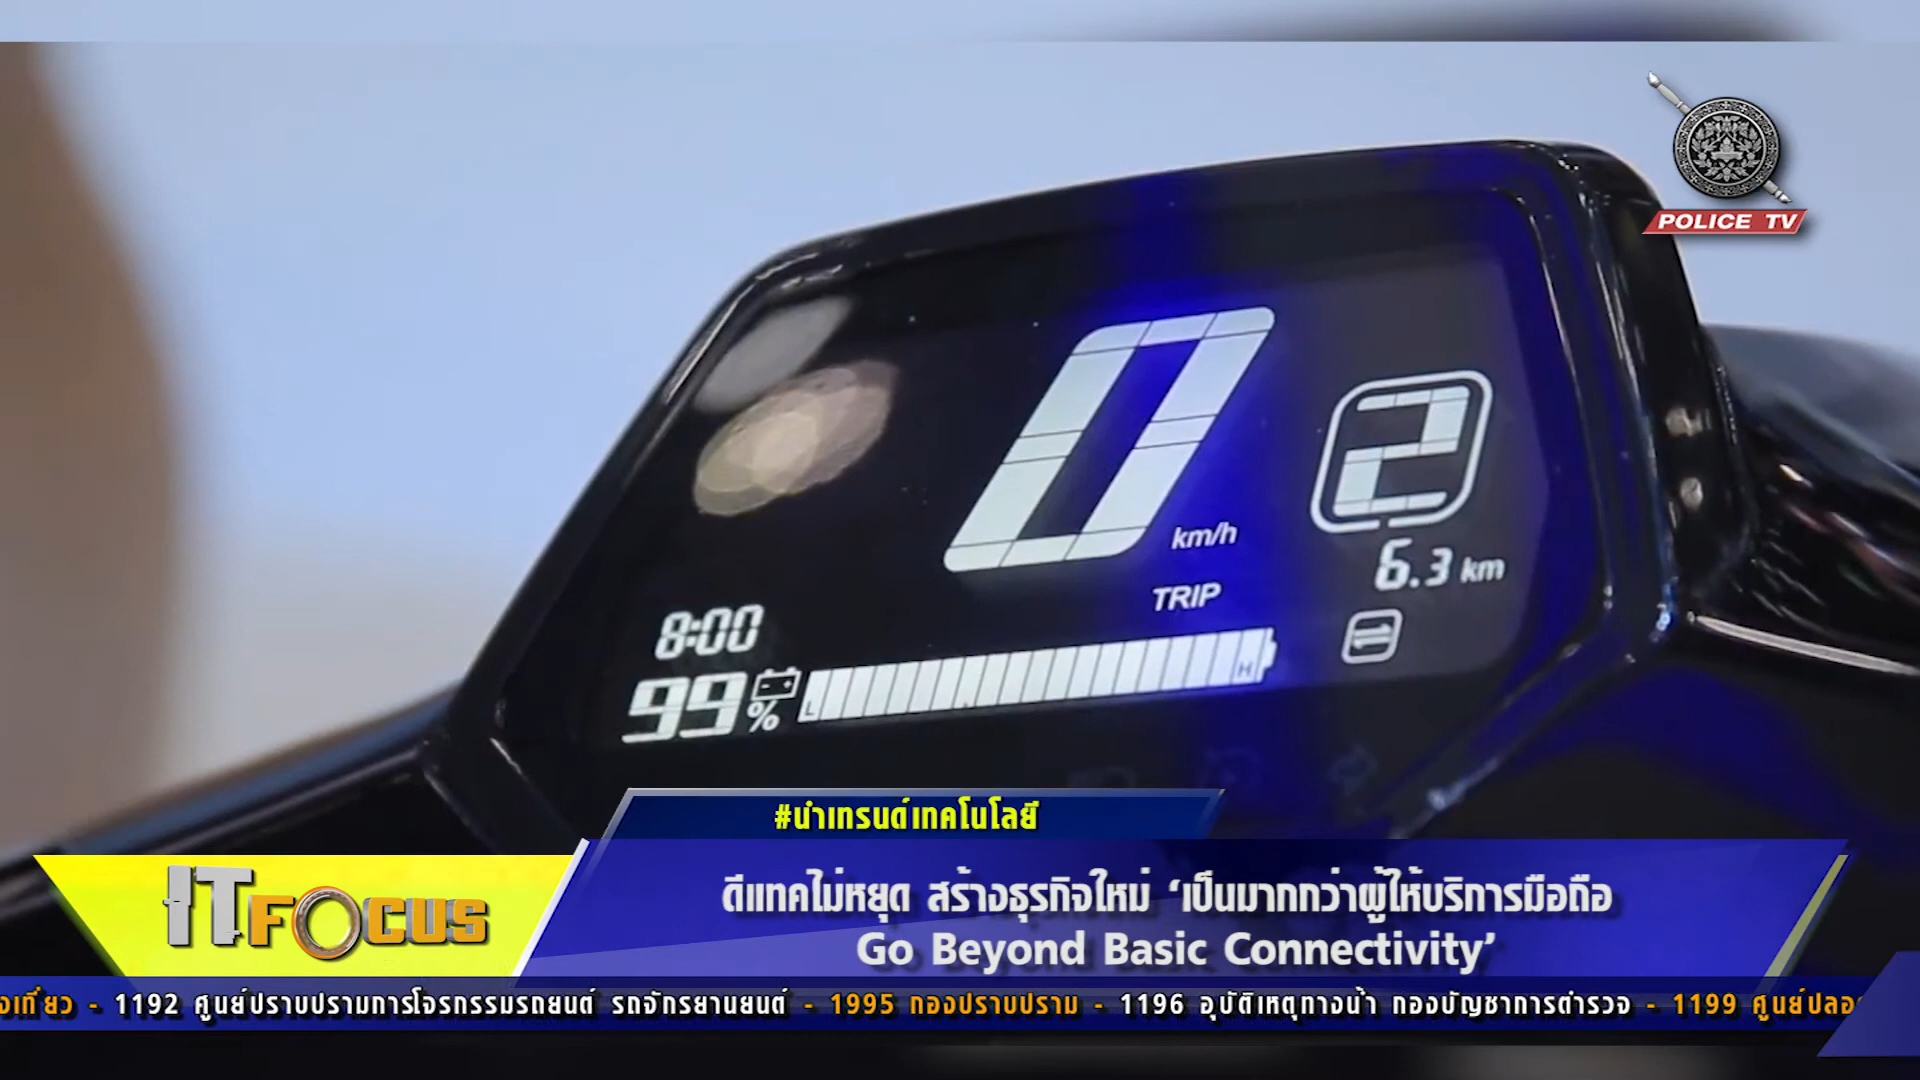 POLICE TV
0
km/h
2
6.3 km
TRIP
8:00
99 %
L
H
#นำเทรนด์เทคโนโลยี
IT FOCUS
ดีแทคไม่หยุด สร้างธุรกิจใหม่ ‘เป็นมากกว่าผู้ให้บริการมือถือ
Go Beyond Basic Connectivity’
งเที่ยว - 1192 ศูนย์ปราบปรามการโจรกรรมรถยนต์ รถจักรยานยนต์ - 1995 กองปราบปราม - 1196 อุบัติเหตุทางน้ำ กองบัญชาการตำรวจ - 1199 ศูนย์ปลอ